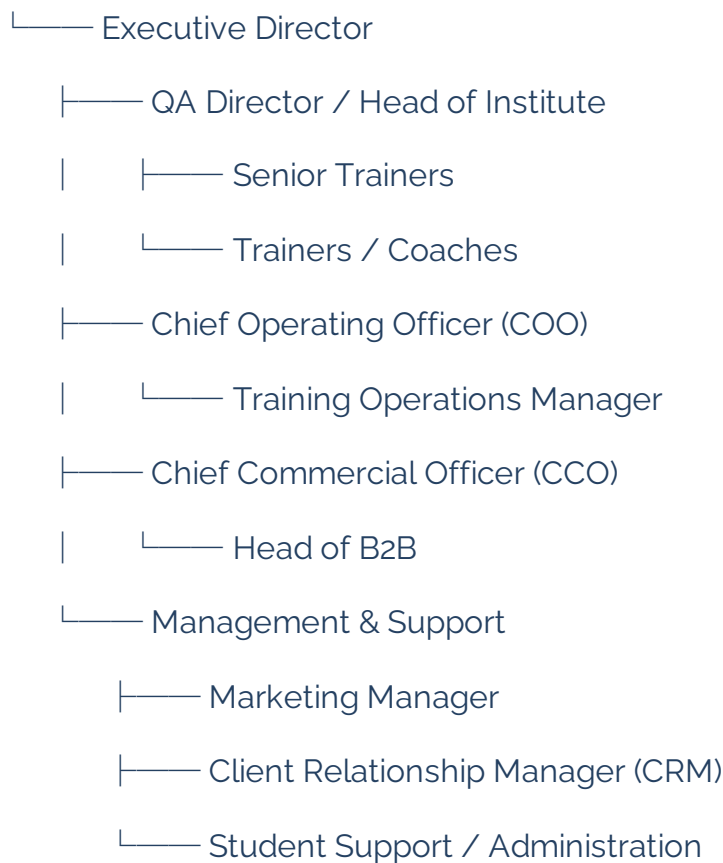 └── Executive Director
├── QA Director / Head of Institute
│ ├── Senior Trainers
│ └── Trainers / Coaches
├── Chief Operating Officer (COO)
│ └── Training Operations Manager
├── Chief Commercial Officer (CCO)
│ └── Head of B2B
└── Management & Support
├── Marketing Manager
├── Client Relationship Manager (CRM)
└── Student Support / Administration